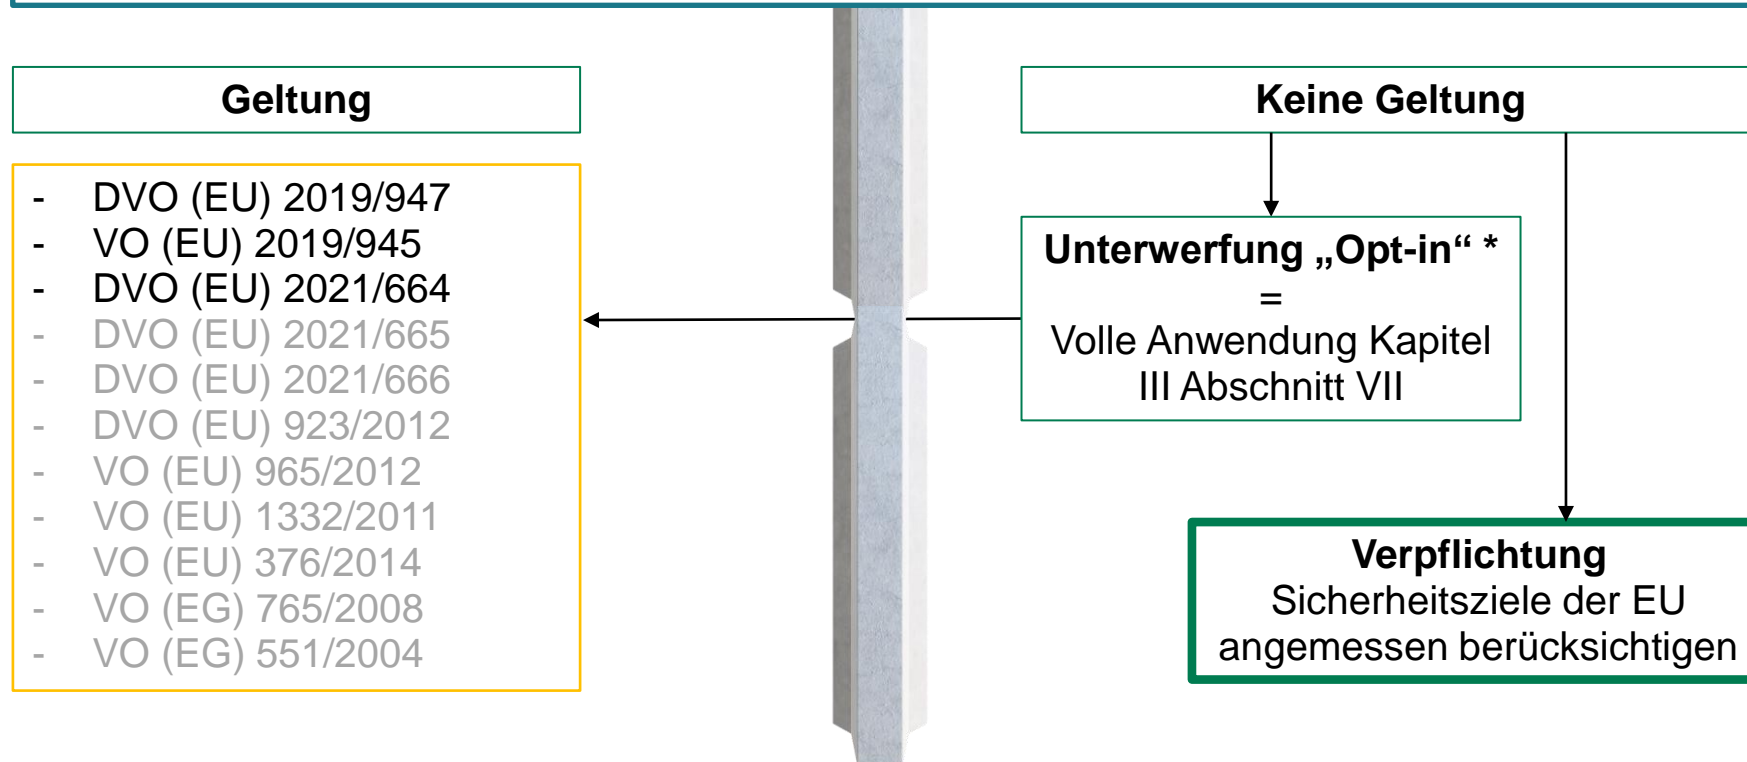 Geltung
- DVO (EU) 2019/947
- VO (EU) 2019/945
- DVO (EU) 2021/664
- DVO (EU) 2021/665
- DVO (EU) 2021/666
- DVO (EU) 923/2012
- VO (EU) 965/2012
- VO (EU) 1332/2011
- VO (EU) 376/2014
- VO (EG) 765/2008
- VO (EG) 551/2004
Keine Geltung
Unterwerfung „Opt-in“ *
=
Volle Anwendung Kapitel
III Abschnitt VII
Verpflichtung
Sicherheitsziele der EU
angemessen berücksichtigen